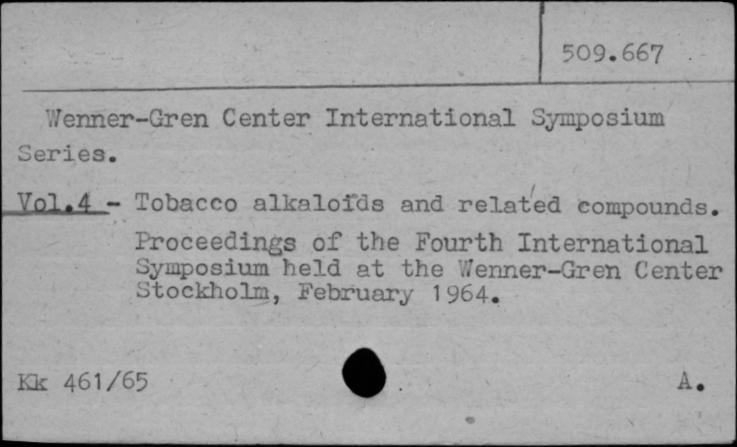 509.667
Wenner-Gren Center International Symposium
Series.
Vol.4 - Tobacco alkaloïds and related compounds.
Proceedings of the Fourth International
Symposium held at the Wenner-Gren Center
Stockholm, February 1964.
Kk 461/65 A.